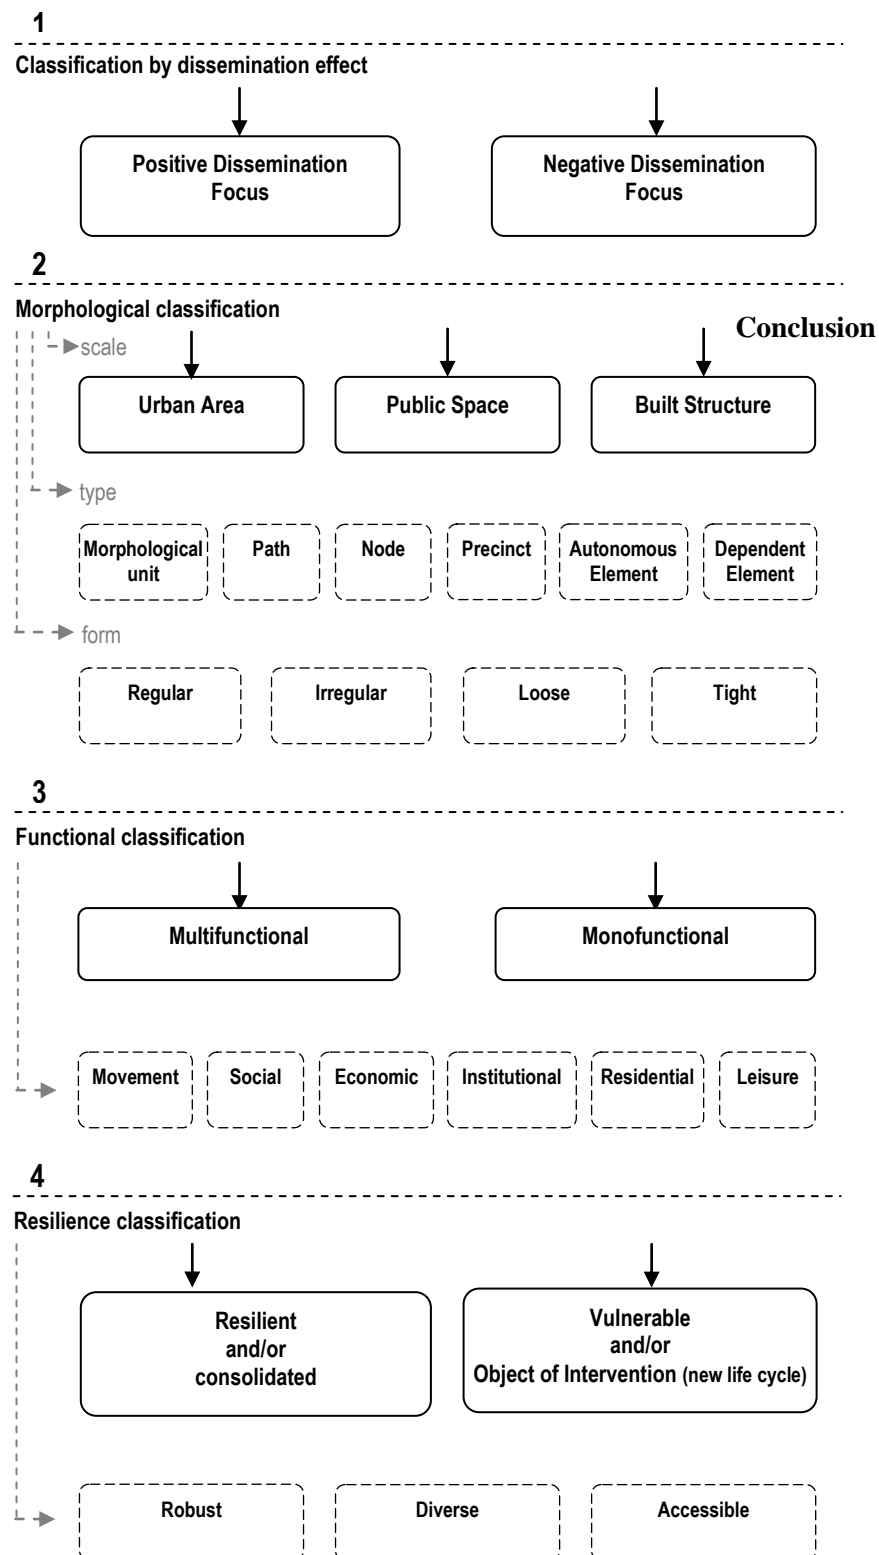 1
Classification by dissemination effect
Positive Dissemination
Focus
Negative Dissemination
Focus
2
Morphological classification
Conclusion
scale
Urban Area
Public Space
Built Structure
type
Morphological
unit
Path
Node
Precinct
Autonomous
Element
Dependent
Element
form
Regular
Irregular
Loose
Tight
3
Functional classification
Multifunctional
Monofunctional
Movement
Social
Economic
Institutional
Residential
Leisure
4
Resilience classification
Resilient
and/or
consolidated
Vulnerable
and/or
Object of Intervention (new life cycle)
Robust
Diverse
Accessible